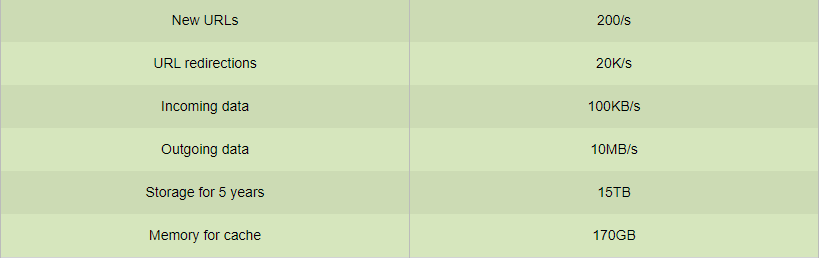 New URLs 200/s
URL redirections 20K/s
Incoming data 100KB/s
Outgoing data 10MB/s
Storage for 5 years 15TB
Memory for cache 170GB